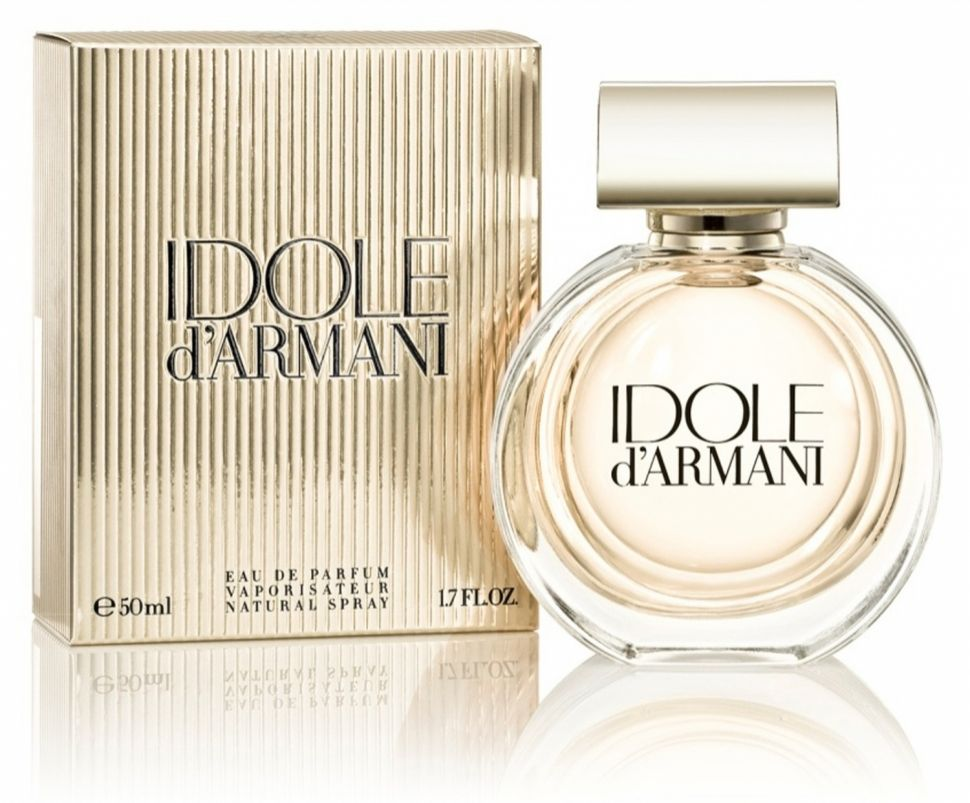 IDOLE
d'ARMANI
EAU DE PARFUM
VAPORISATEUR
NATURAL SPRAY
e 50ml
1.7 FL.OZ.
IDOLE
d'ARMANI